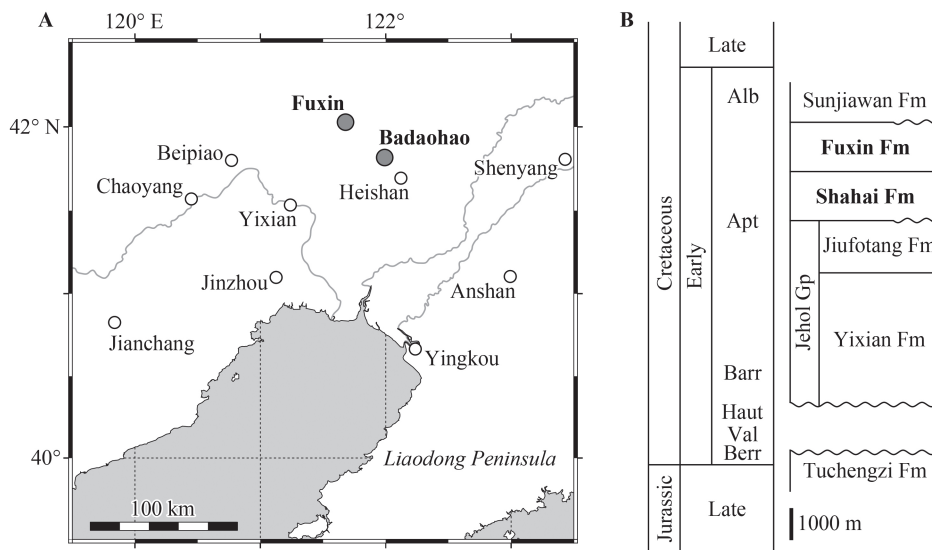 A
120° E
122°
42° N
40°
Fuxin
Badaohao
Beipiao
Shenyang
Chaoyang
Heishan
Yixian
Jinzhou
Anshan
Jianchang
Yingkou
Liaodong Peninsula
100 km
B
Late
Cretaceous
Early
Alb
Apt
Barr
Haut
Val
Berr
Jurassic
Late
Sunjiawan Fm
Fuxin Fm
Shahai Fm
Jehol Gp
Jiufotang Fm
Yixian Fm
Tuchengzi Fm
1000 m